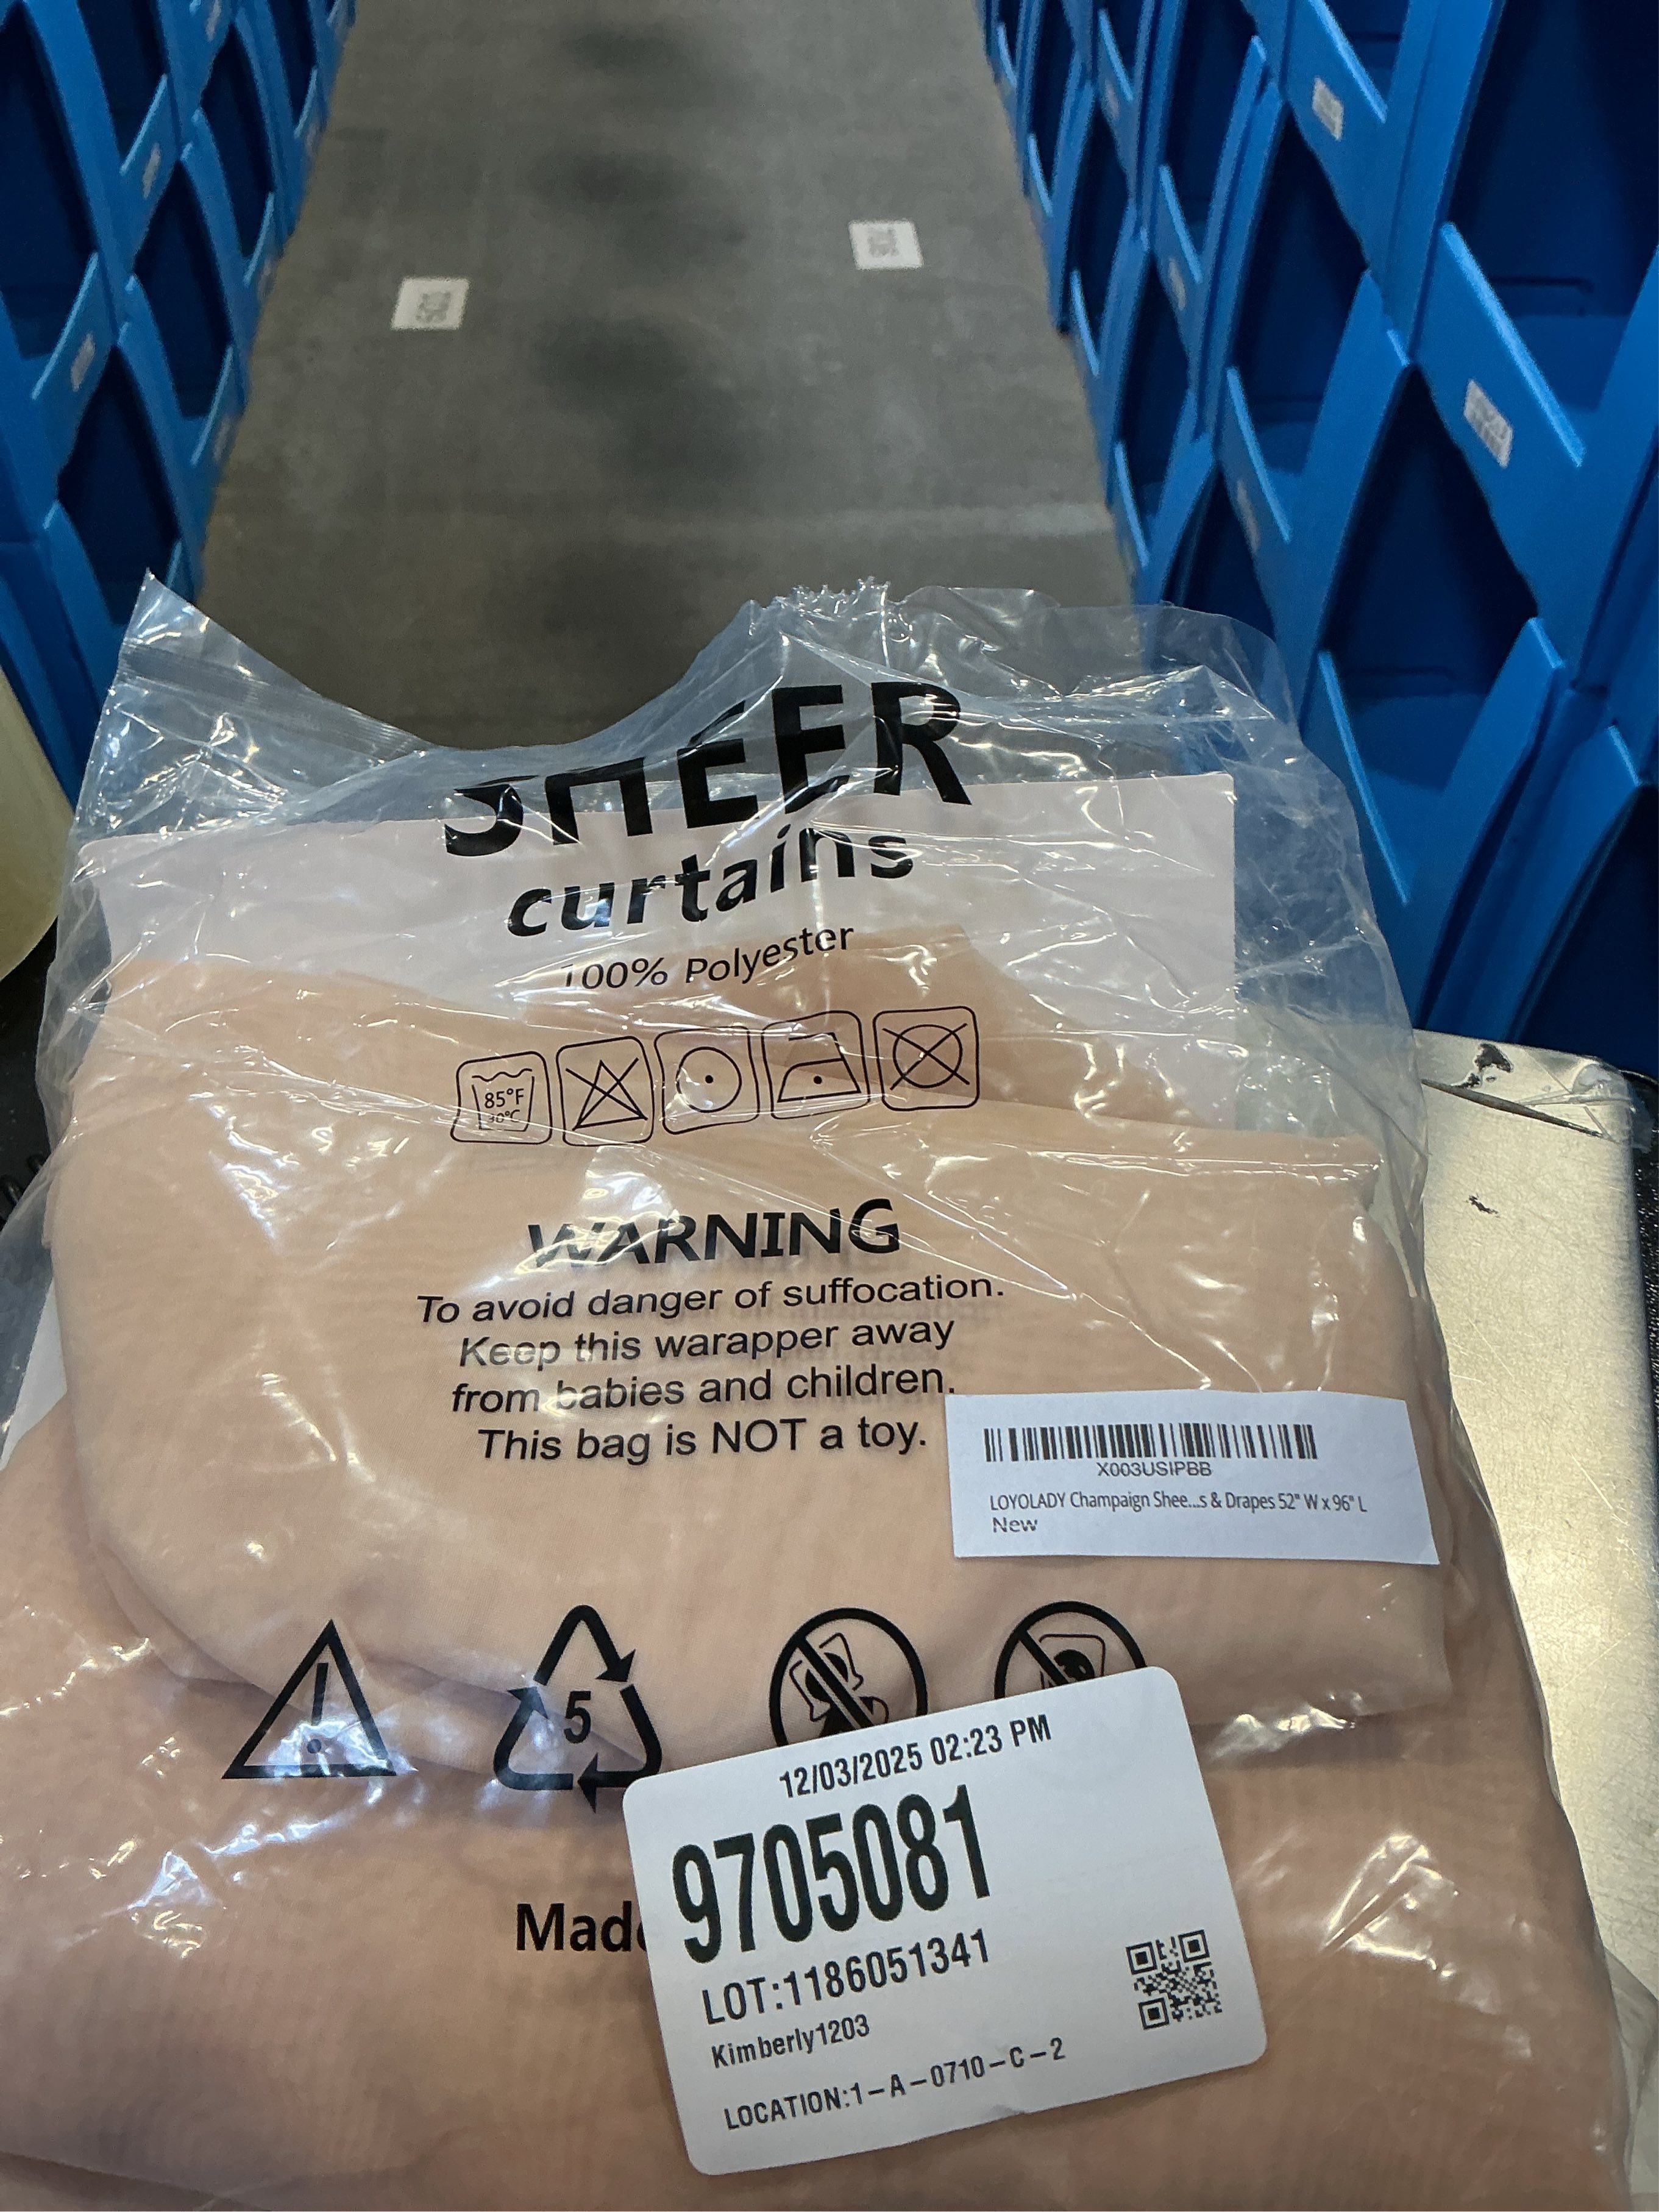 SHEER
curtains
100% Polyester
85°F
30°C
WARNING
To avoid danger of suffocation.
Keep this warapper away
from babies and children.
This bag is NOT a toy.
X003USIPBB
LOYOLADY Champaign Shee...s & Drapes 52" W x 96" L
New
5
12/03/2025 02:23 PM
9705081
LOT:1186051341
Kimberly1203
LOCATION:1-A-0710-C-2
Made